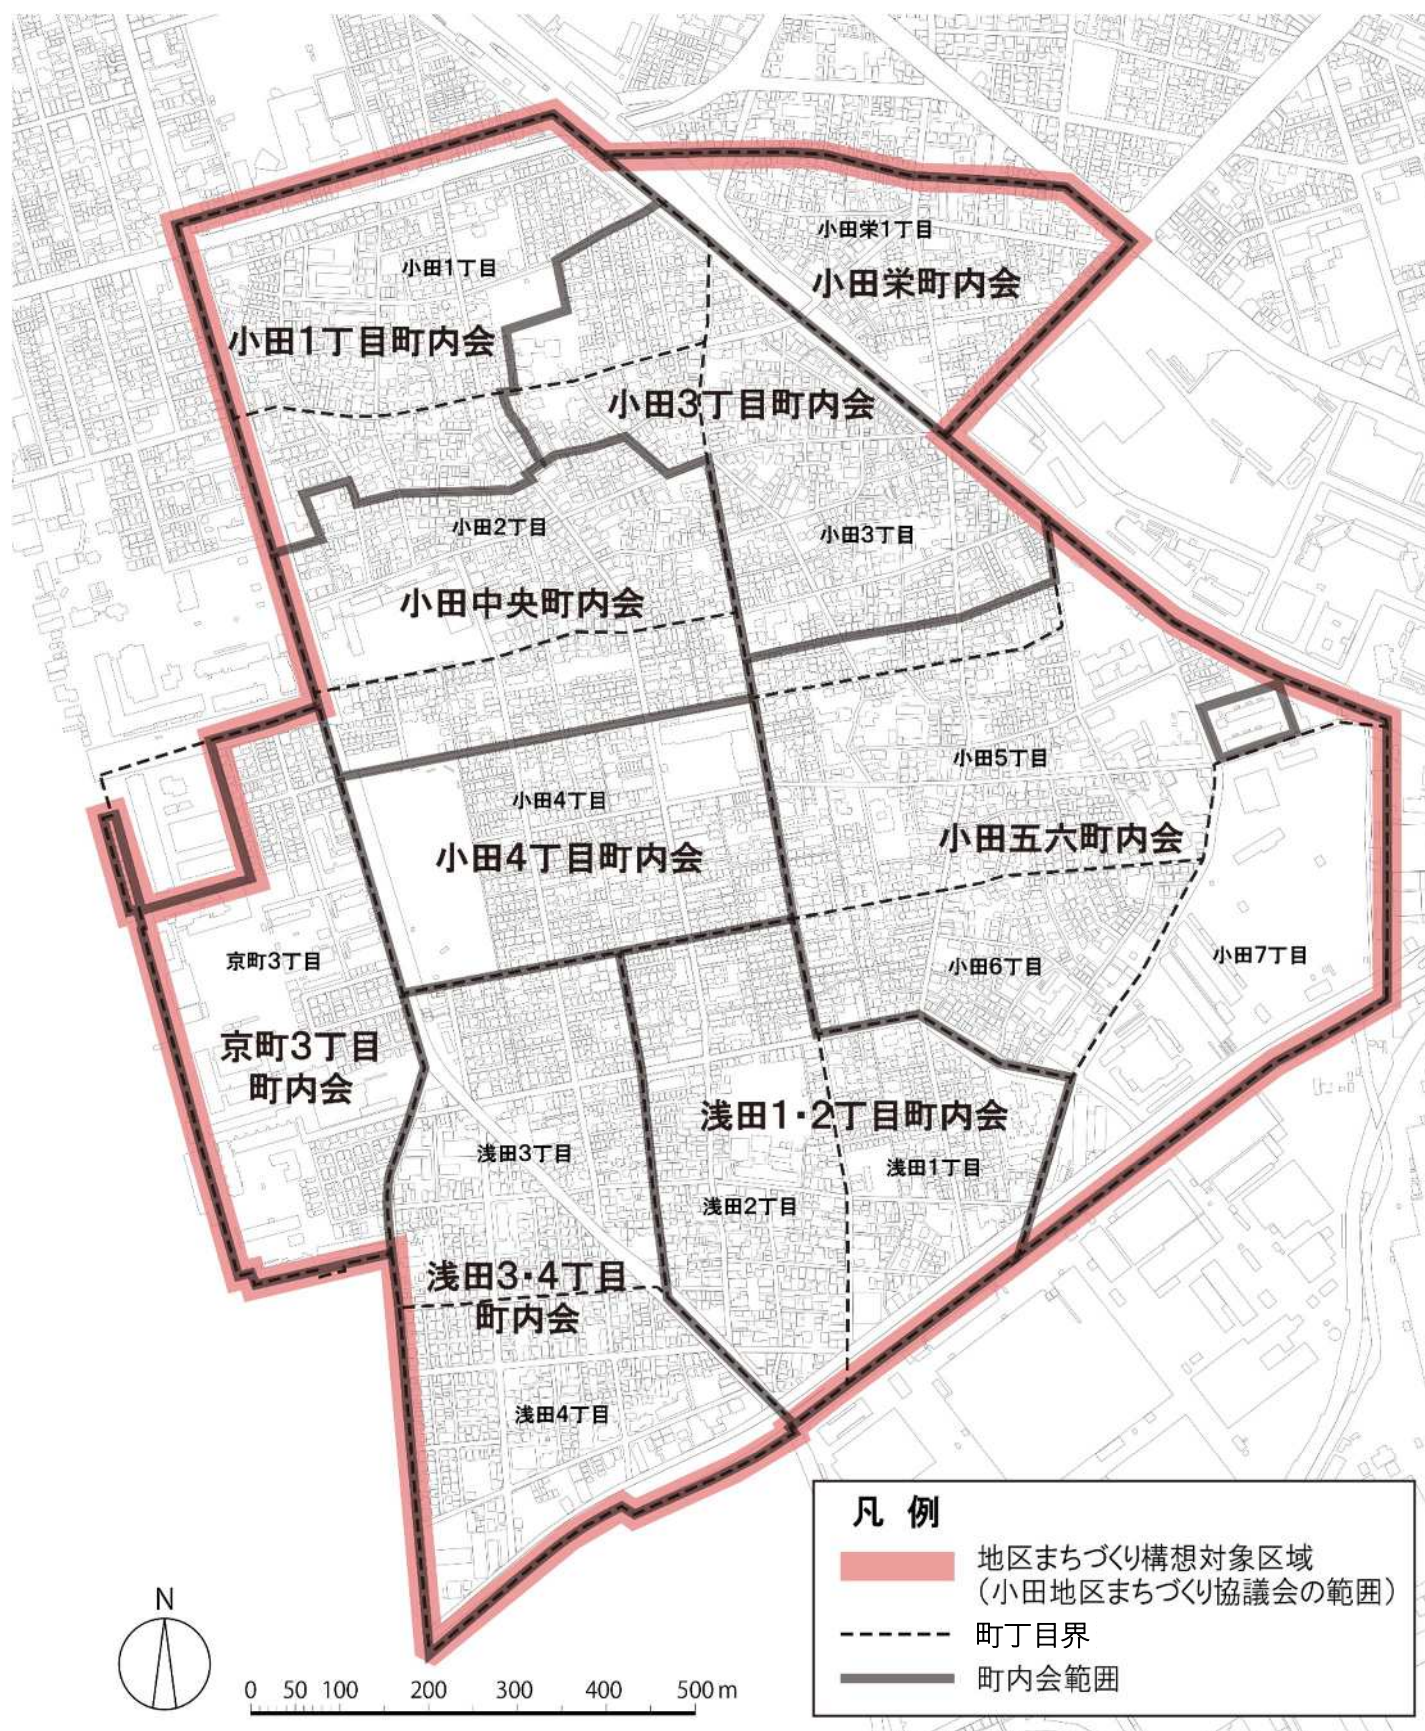 小田栄1丁目
小田栄町内会
小田1丁目
小田1丁目町内会
小田3丁目町内会
小田2丁目
小田3丁目
小田中央町内会
小田5丁目
小田4丁目
小田五六町内会
小田4丁目町内会
京町3丁目
小田6丁目
小田7丁目
京町3丁目
町内会
浅田1・2丁目町内会
浅田3丁目
浅田1丁目
浅田2丁目
浅田3・4丁目
町内会
浅田4丁目
凡 例
地区まちづくり構想対象区域
（小田地区まちづくり協議会の範囲）
町丁目界
町内会範囲
N
0 50 100 200 300 400 500m